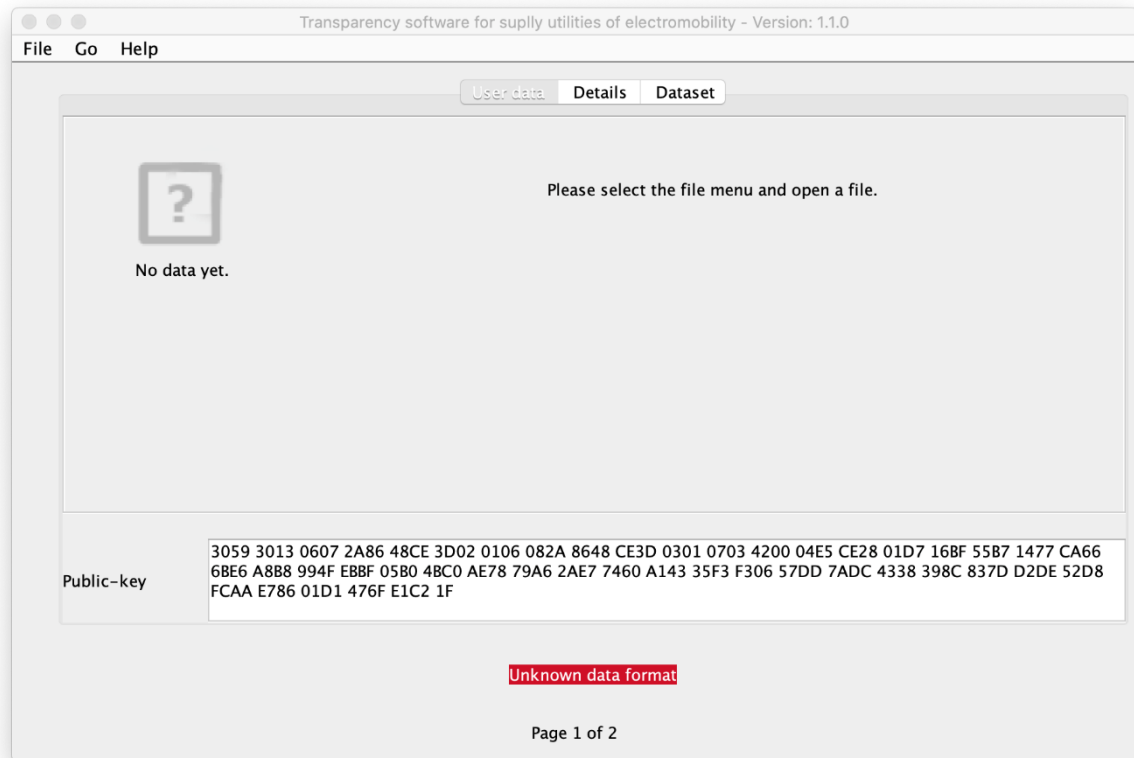 Transparency software for suplly utilities of electromobility - Version: 1.1.0
File Go Help
User data Details Dataset
?
Please select the file menu and open a file.
No data yet.
Public-key
3059 3013 0607 2A86 48CE 3D02 0106 082A 8648 CE3D 0301 0703 4200 04E5 CE28 01D7 16BF 55B7 1477 CA66
6BE6 A8B8 994F EBBF 05B0 4BC0 AE78 79A6 2AE7 7460 A143 35F3 F306 57DD 7ADC 4338 398C 837D D2DE 52D8
FCAA E786 01D1 476F E1C2 1F
Unknown data format
Page 1 of 2